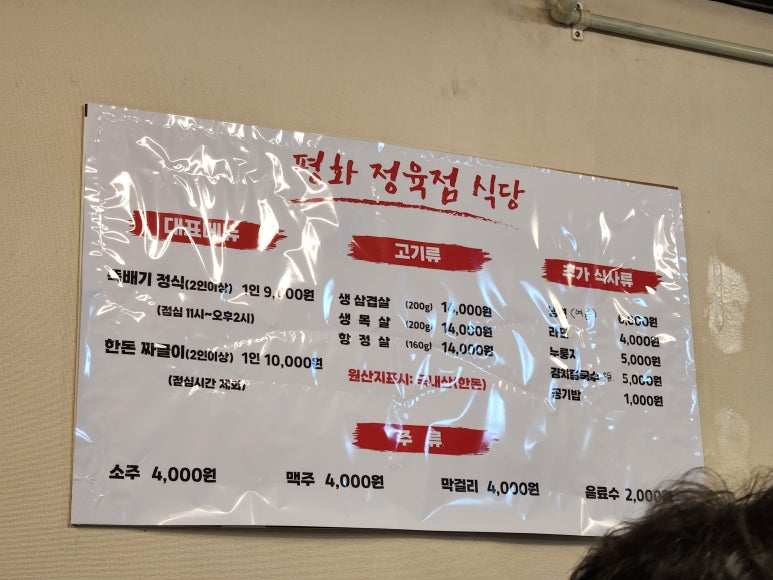 평화 정육점 식당
대표메뉴
뚝배기 정식(2인이상) 1인 9,000원
(점심 11시~오후2시)
한돈 짜글이(2인이상) 1인 10,000원
(점심시간 제외)
고기류
생 삼겹살 (200g) 14,000원
생 목 살 (200g) 14,000원
항 정 살 (160g) 14,000원
원산지표시: 국내산(한돈)
추가 식사류
6,000원
라면 4,000원
누룽지 5,000원
김치칼국수 5,000원
공기밥 1,000원
주 류
소주 4,000원
맥주 4,000원
막걸리 4,000원
음료수 2,000원